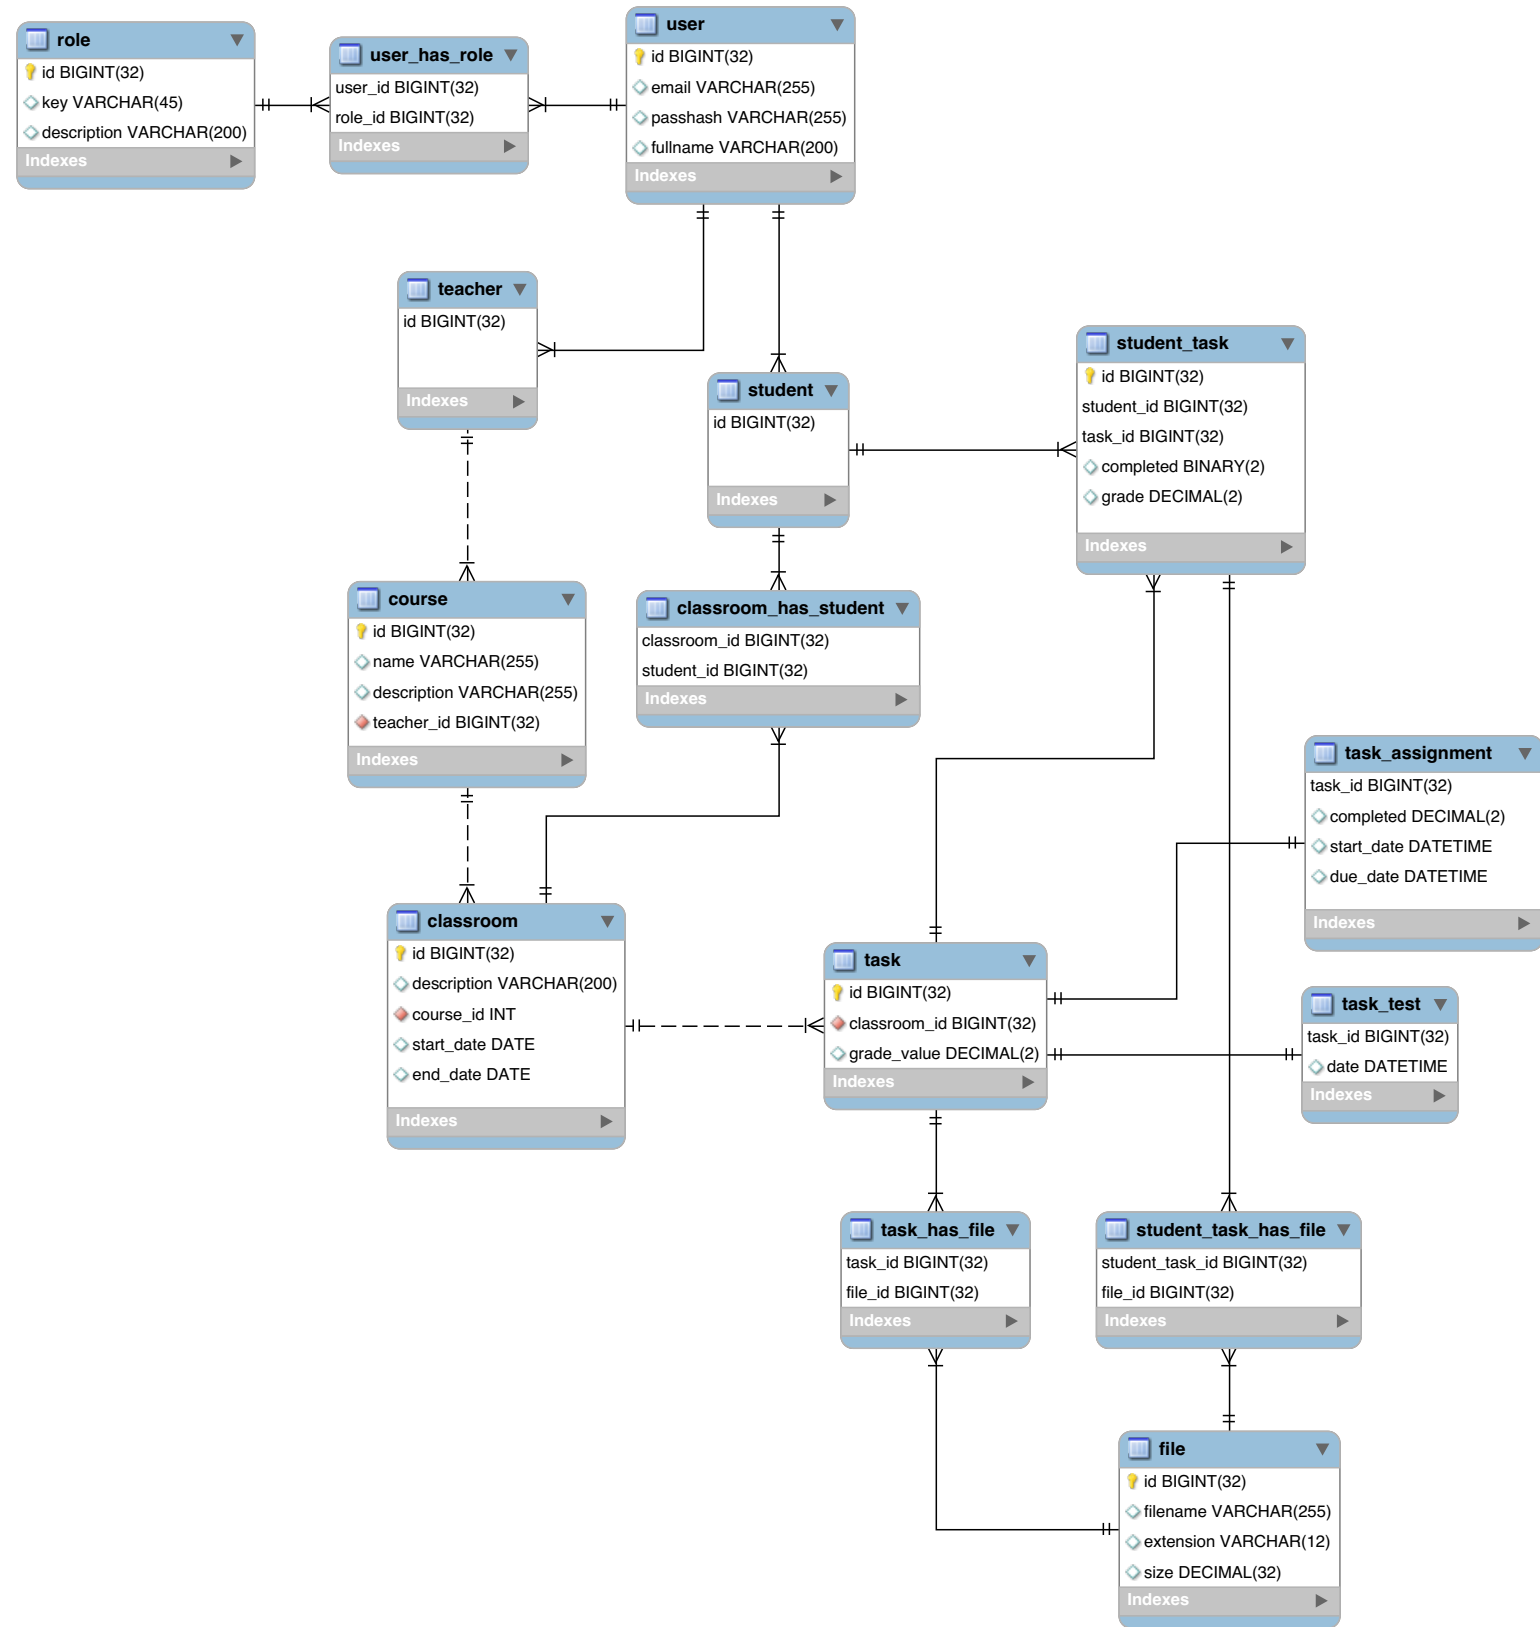 role
id BIGINT(32)
key VARCHAR(45)
description VARCHAR(200)
Indexes
user_has_role
user_id BIGINT(32)
role_id BIGINT(32)
Indexes
user
id BIGINT(32)
email VARCHAR(255)
passhash VARCHAR(255)
fullname VARCHAR(200)
Indexes
teacher
id BIGINT(32)
Indexes
student
id BIGINT(32)
Indexes
student_task
id BIGINT(32)
student_id BIGINT(32)
task_id BIGINT(32)
completed BINARY(2)
grade DECIMAL(2)
Indexes
course
id BIGINT(32)
name VARCHAR(255)
description VARCHAR(255)
teacher_id BIGINT(32)
Indexes
classroom_has_student
classroom_id BIGINT(32)
student_id BIGINT(32)
Indexes
task_assignment
task_id BIGINT(32)
completed DECIMAL(2)
start_date DATETIME
due_date DATETIME
Indexes
classroom
id BIGINT(32)
description VARCHAR(200)
course_id INT
start_date DATE
end_date DATE
Indexes
task
id BIGINT(32)
classroom_id BIGINT(32)
grade_value DECIMAL(2)
Indexes
task_test
task_id BIGINT(32)
date DATETIME
Indexes
task_has_file
task_id BIGINT(32)
file_id BIGINT(32)
Indexes
student_task_has_file
student_task_id BIGINT(32)
file_id BIGINT(32)
Indexes
file
id BIGINT(32)
filename VARCHAR(255)
extension VARCHAR(12)
size DECIMAL(32)
Indexes